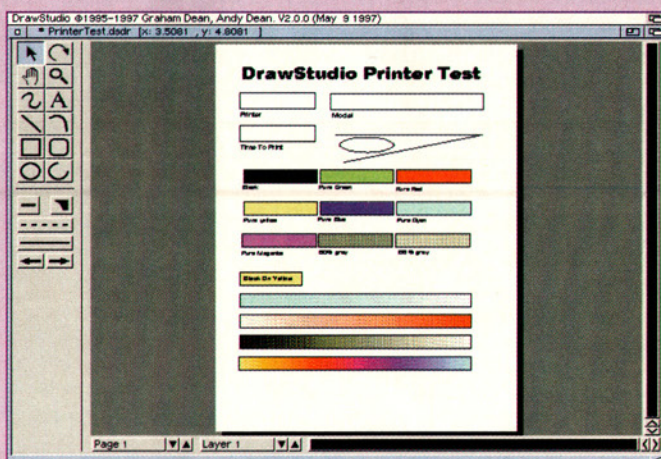 DrawStudio ©1995-1997 Graham Dean, Andy Dean. V2.0.0 (May 9 1997)
* PrinterTest.dsdr [x: 3.5081 , y: 4.8081 ]
DrawStudio Printer Test
Printer Model
Time To Print
Black Pure Green Pure Red
Pure yellow Pure Blue Pure Cyan
Pure Magenta grey grey
Black On Yellow
A
Page 1 Layer 1